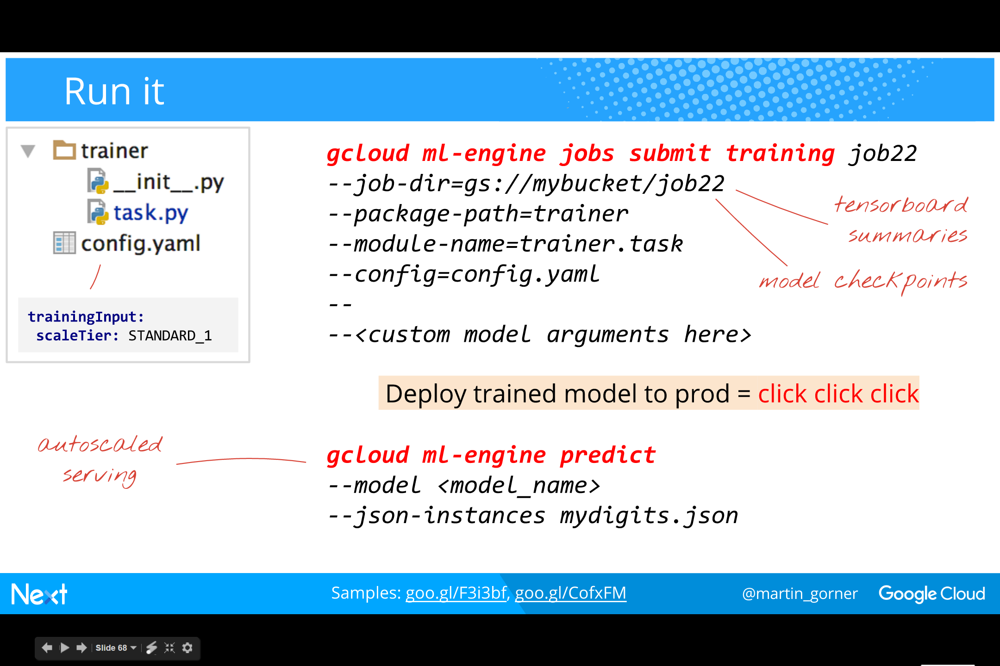 Run it
trainer
__init__.py
task.py
config.yaml
trainingInput:
scaleTier: STANDARD_1
gcloud ml-engine jobs submit training job22
--job-dir=gs://mybucket/job22
--package-path=trainer
--module-name=trainer.task
--config=config.yaml
--
--<custom model arguments here>
tensorboard
summaries
model checkpoints
Deploy trained model to prod = click click click
autoscaled
serving
gcloud ml-engine predict
--model <model_name>
--json-instances mydigits.json
Next
Samples: goo.gl/F3i3bf, goo.gl/CofxFM
@martin_gorner
Google Cloud
Slide 68